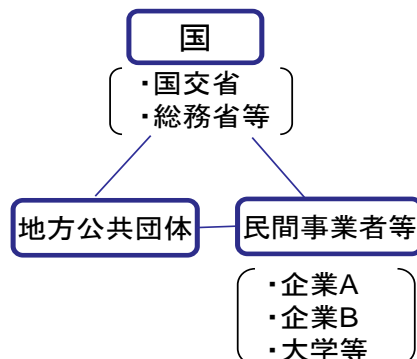 国
・国交省
・総務省等
地方公共団体
民間事業者等
・企業A
・企業B
・大学等